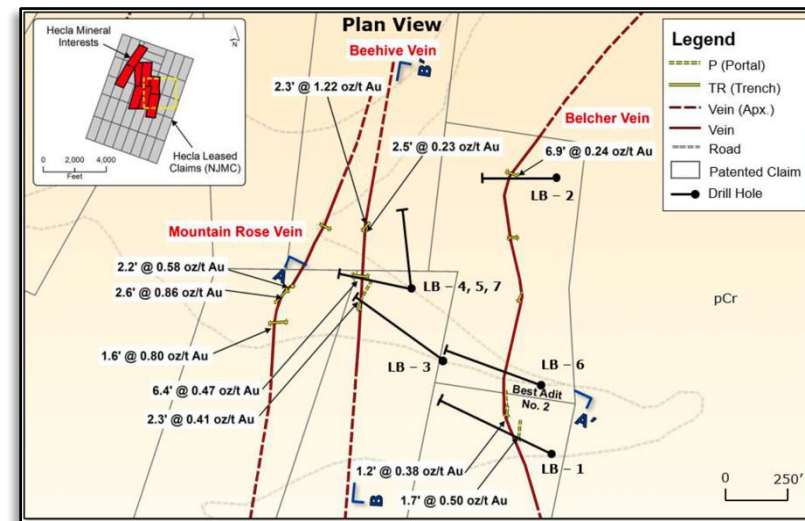 Plan View
Hecla Mineral
Interests
N
0 2,000 4,000
Feet
Hecla Leased
Claims (NJMC)
Beehive Vein
B'
2.3' @ 1.22 oz/t Au
2.5' @ 0.23 oz/t Au
Belcher Vein
6.9' @ 0.24 oz/t Au
LB - 2
Mountain Rose Vein
A
2.2' @ 0.58 oz/t Au
2.6' @ 0.86 oz/t Au
1.6' @ 0.80 oz/t Au
6.4' @ 0.47 oz/t Au
2.3' @ 0.41 oz/t Au
LB - 4, 5, 7
LB - 3
LB - 6
Best Adit
No. 2
A'
1.2' @ 0.38 oz/t Au
1.7' @ 0.50 oz/t Au
LB - 1
B
pCr
0 250'
Legend
P (Portal)
TR (Trench)
Vein (Apx.)
Vein
Road
Patented Claim
Drill Hole